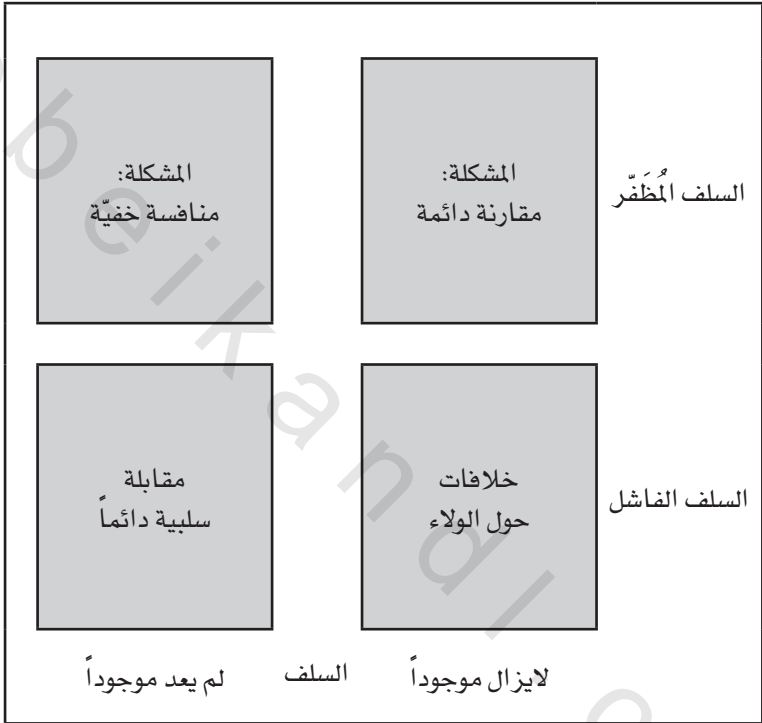 السلف المُظَفّر
المشكلة:
مقارنة دائمة
المشكلة:
منافسة خفيّة
السلف الفاشل
خلافات
حول الولاء
مقابلة
سلبية دائماً
لايزال موجوداً
السلف
لم يعد موجوداً
beikandl o